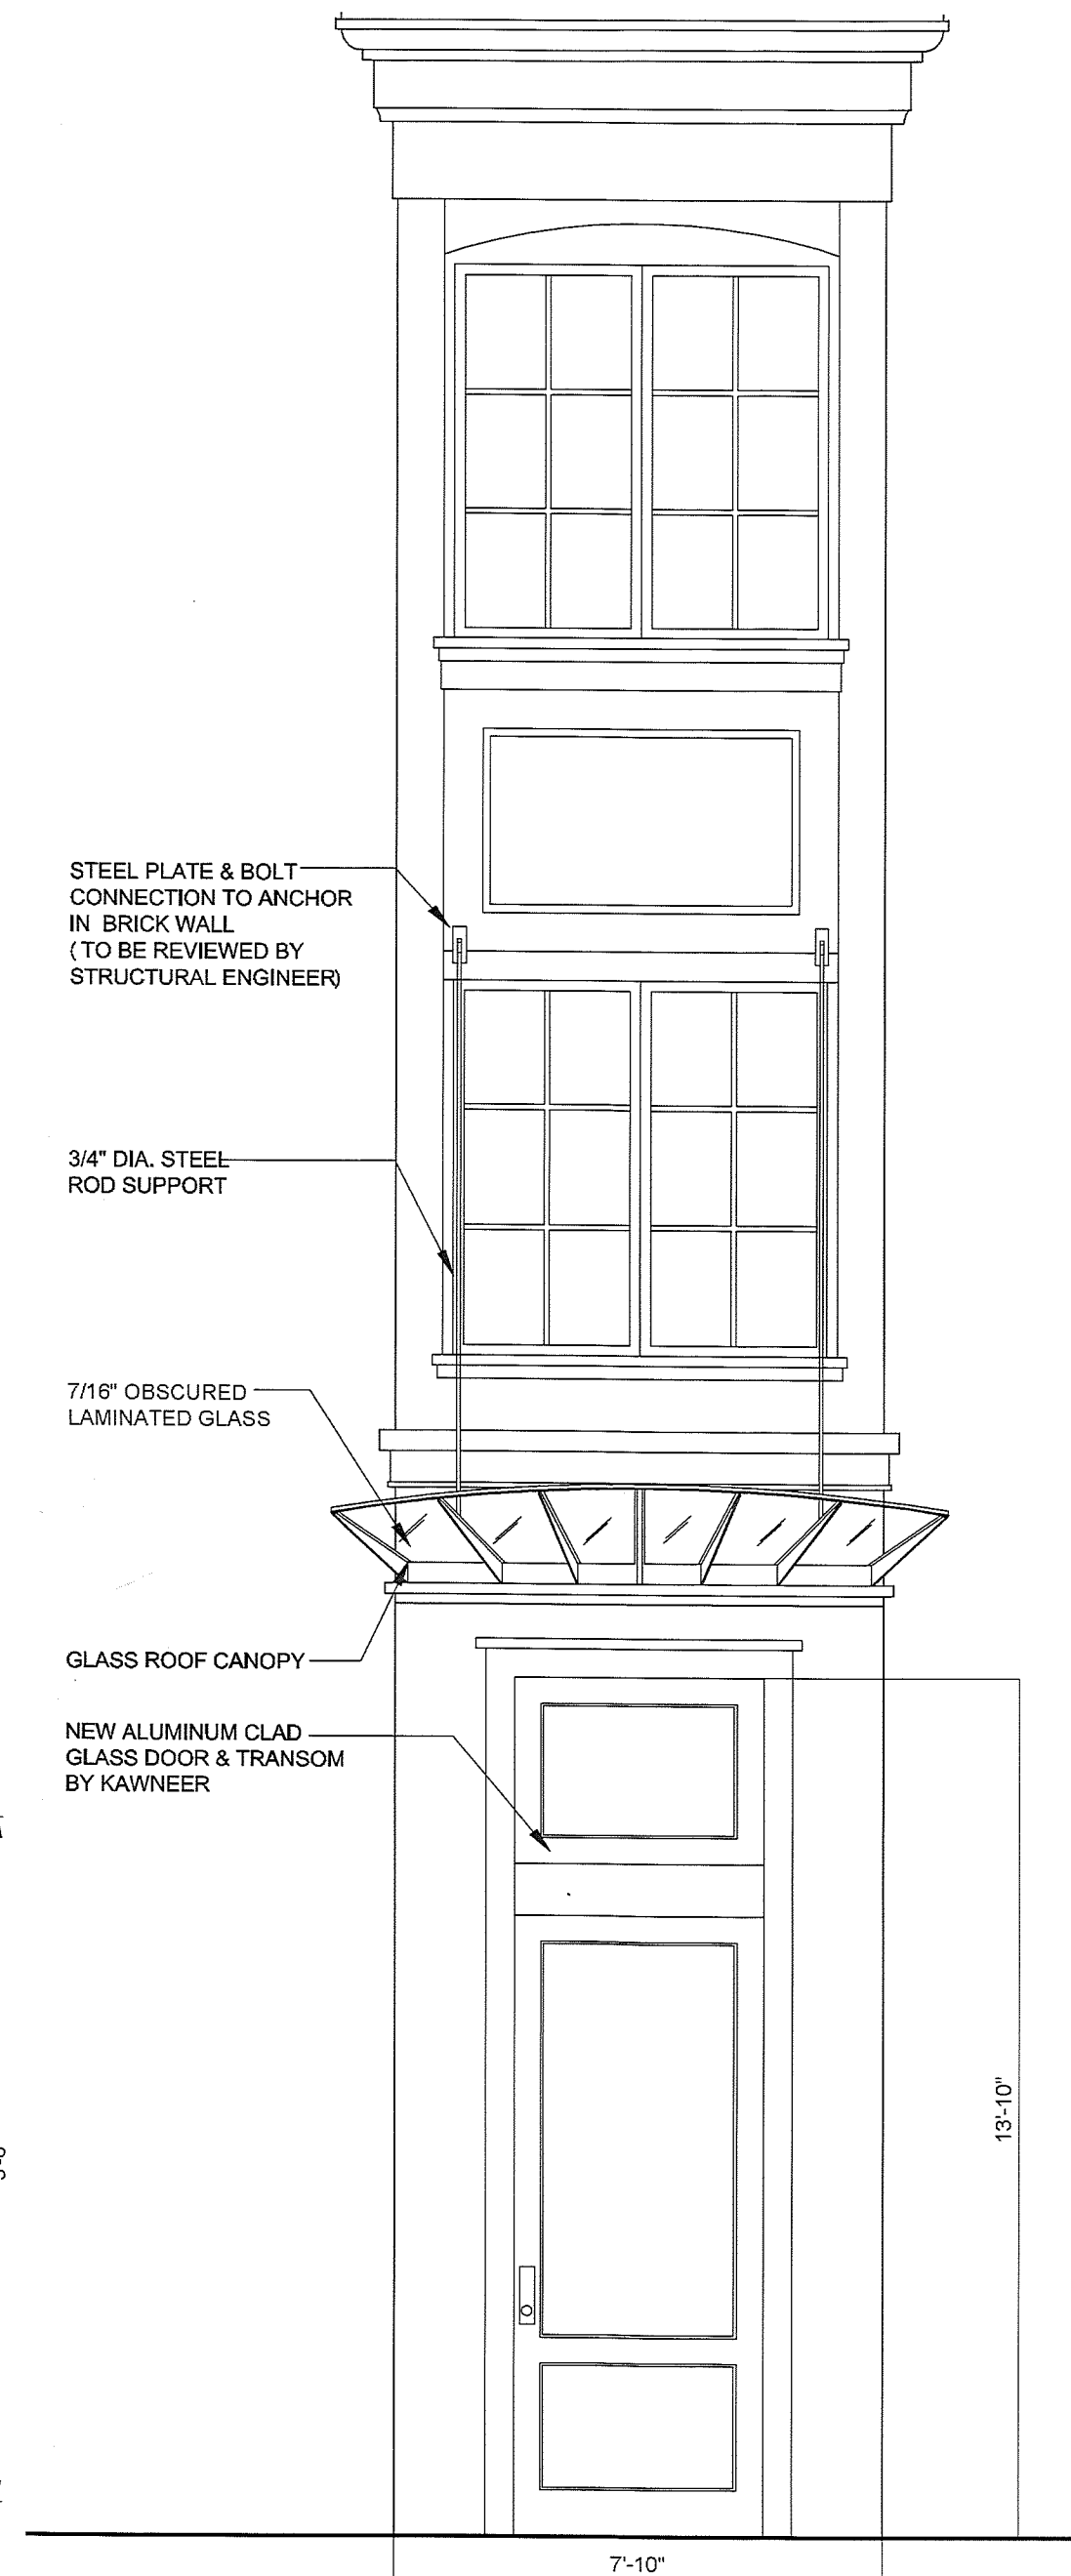 STEEL PLATE & BOLT
CONNECTION TO ANCHOR
IN BRICK WALL
( TO BE REVIEWED BY
STRUCTURAL ENGINEER)
3/4" DIA. STEEL
ROD SUPPORT
7/16" OBSCURED
LAMINATED GLASS
GLASS ROOF CANOPY
NEW ALUMINUM CLAD
GLASS DOOR & TRANSOM
BY KAWNEER
13'-10"
7'-10"